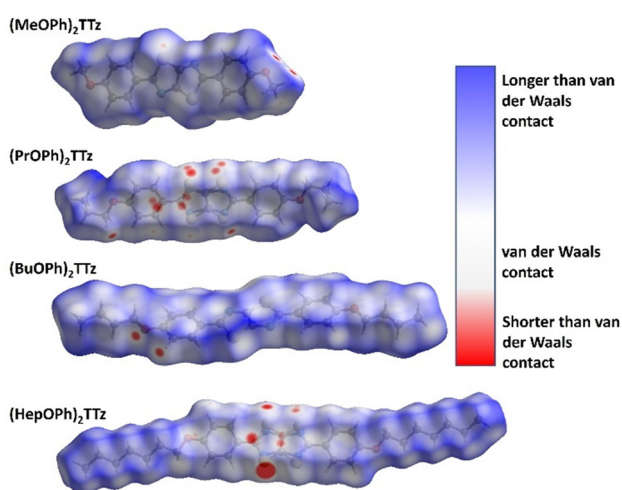 (MeOPh)₂TTz
Longer than van
der Waals
contact
(PrOPh)₂TTz
van der Waals
contact
(BuOPh)₂TTz
Shorter than van
der Waals
contact
(HepOPh)₂TTz